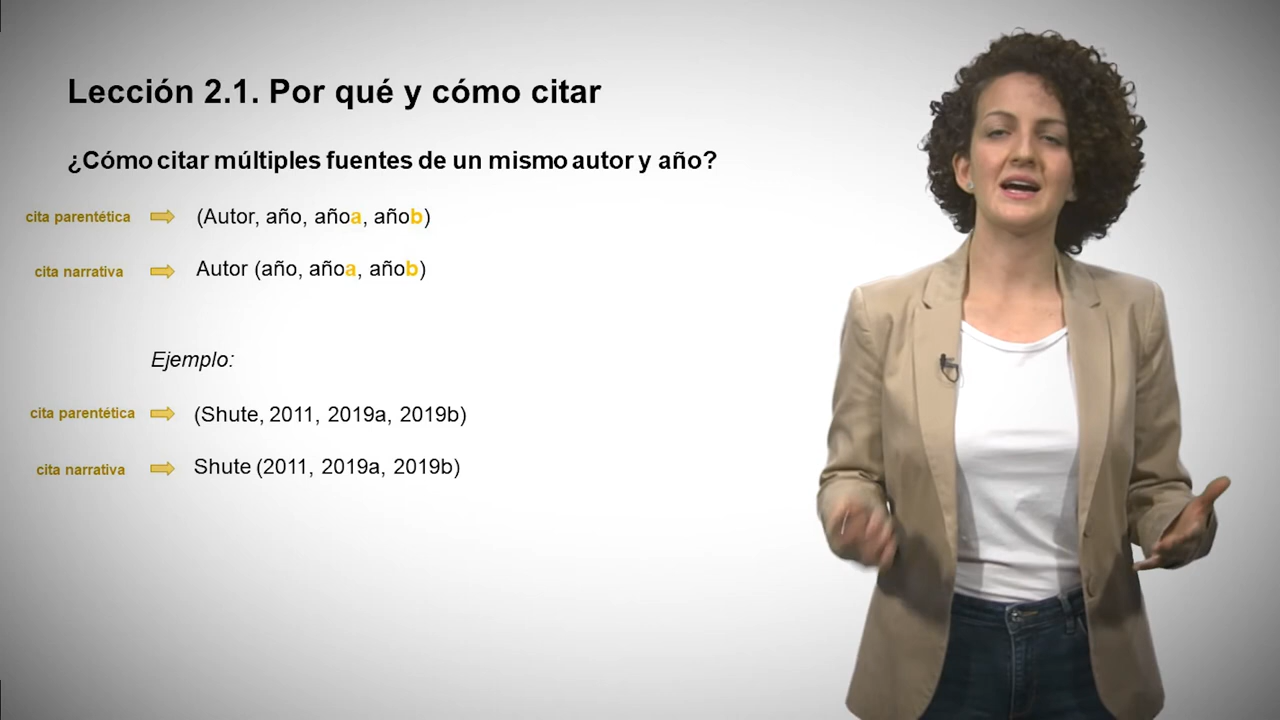 Lección 2.1. Por qué y cómo citar
¿Cómo citar múltiples fuentes de un mismo autor y año?
cita parentética (Autor, año, añoa, añob)
cita narrativa Autor (año, añoa, añob)
Ejemplo:
cita parentética (Shute, 2011, 2019a, 2019b)
cita narrativa Shute (2011, 2019a, 2019b)